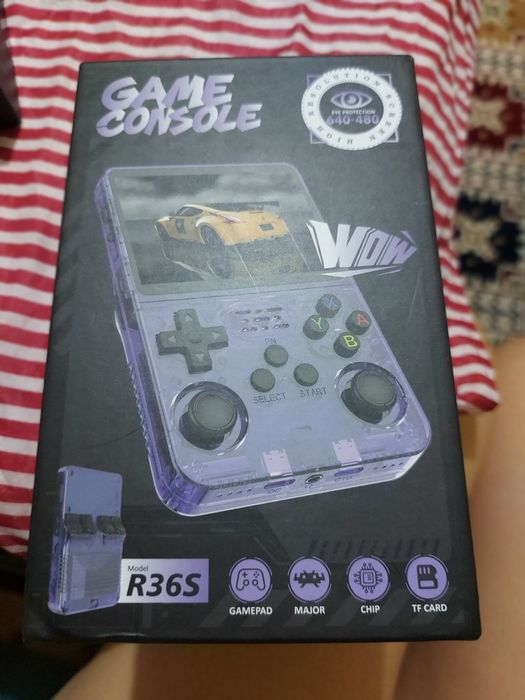 GAME
CONSOLE
HIGH RESOLUTION SCREEN
EYE PROTECTION
640-480
WOW
X
Y
A
B
FN
SELECT
START
Model
R36S
GAMEPAD
MAJOR
CHIP
TF CARD